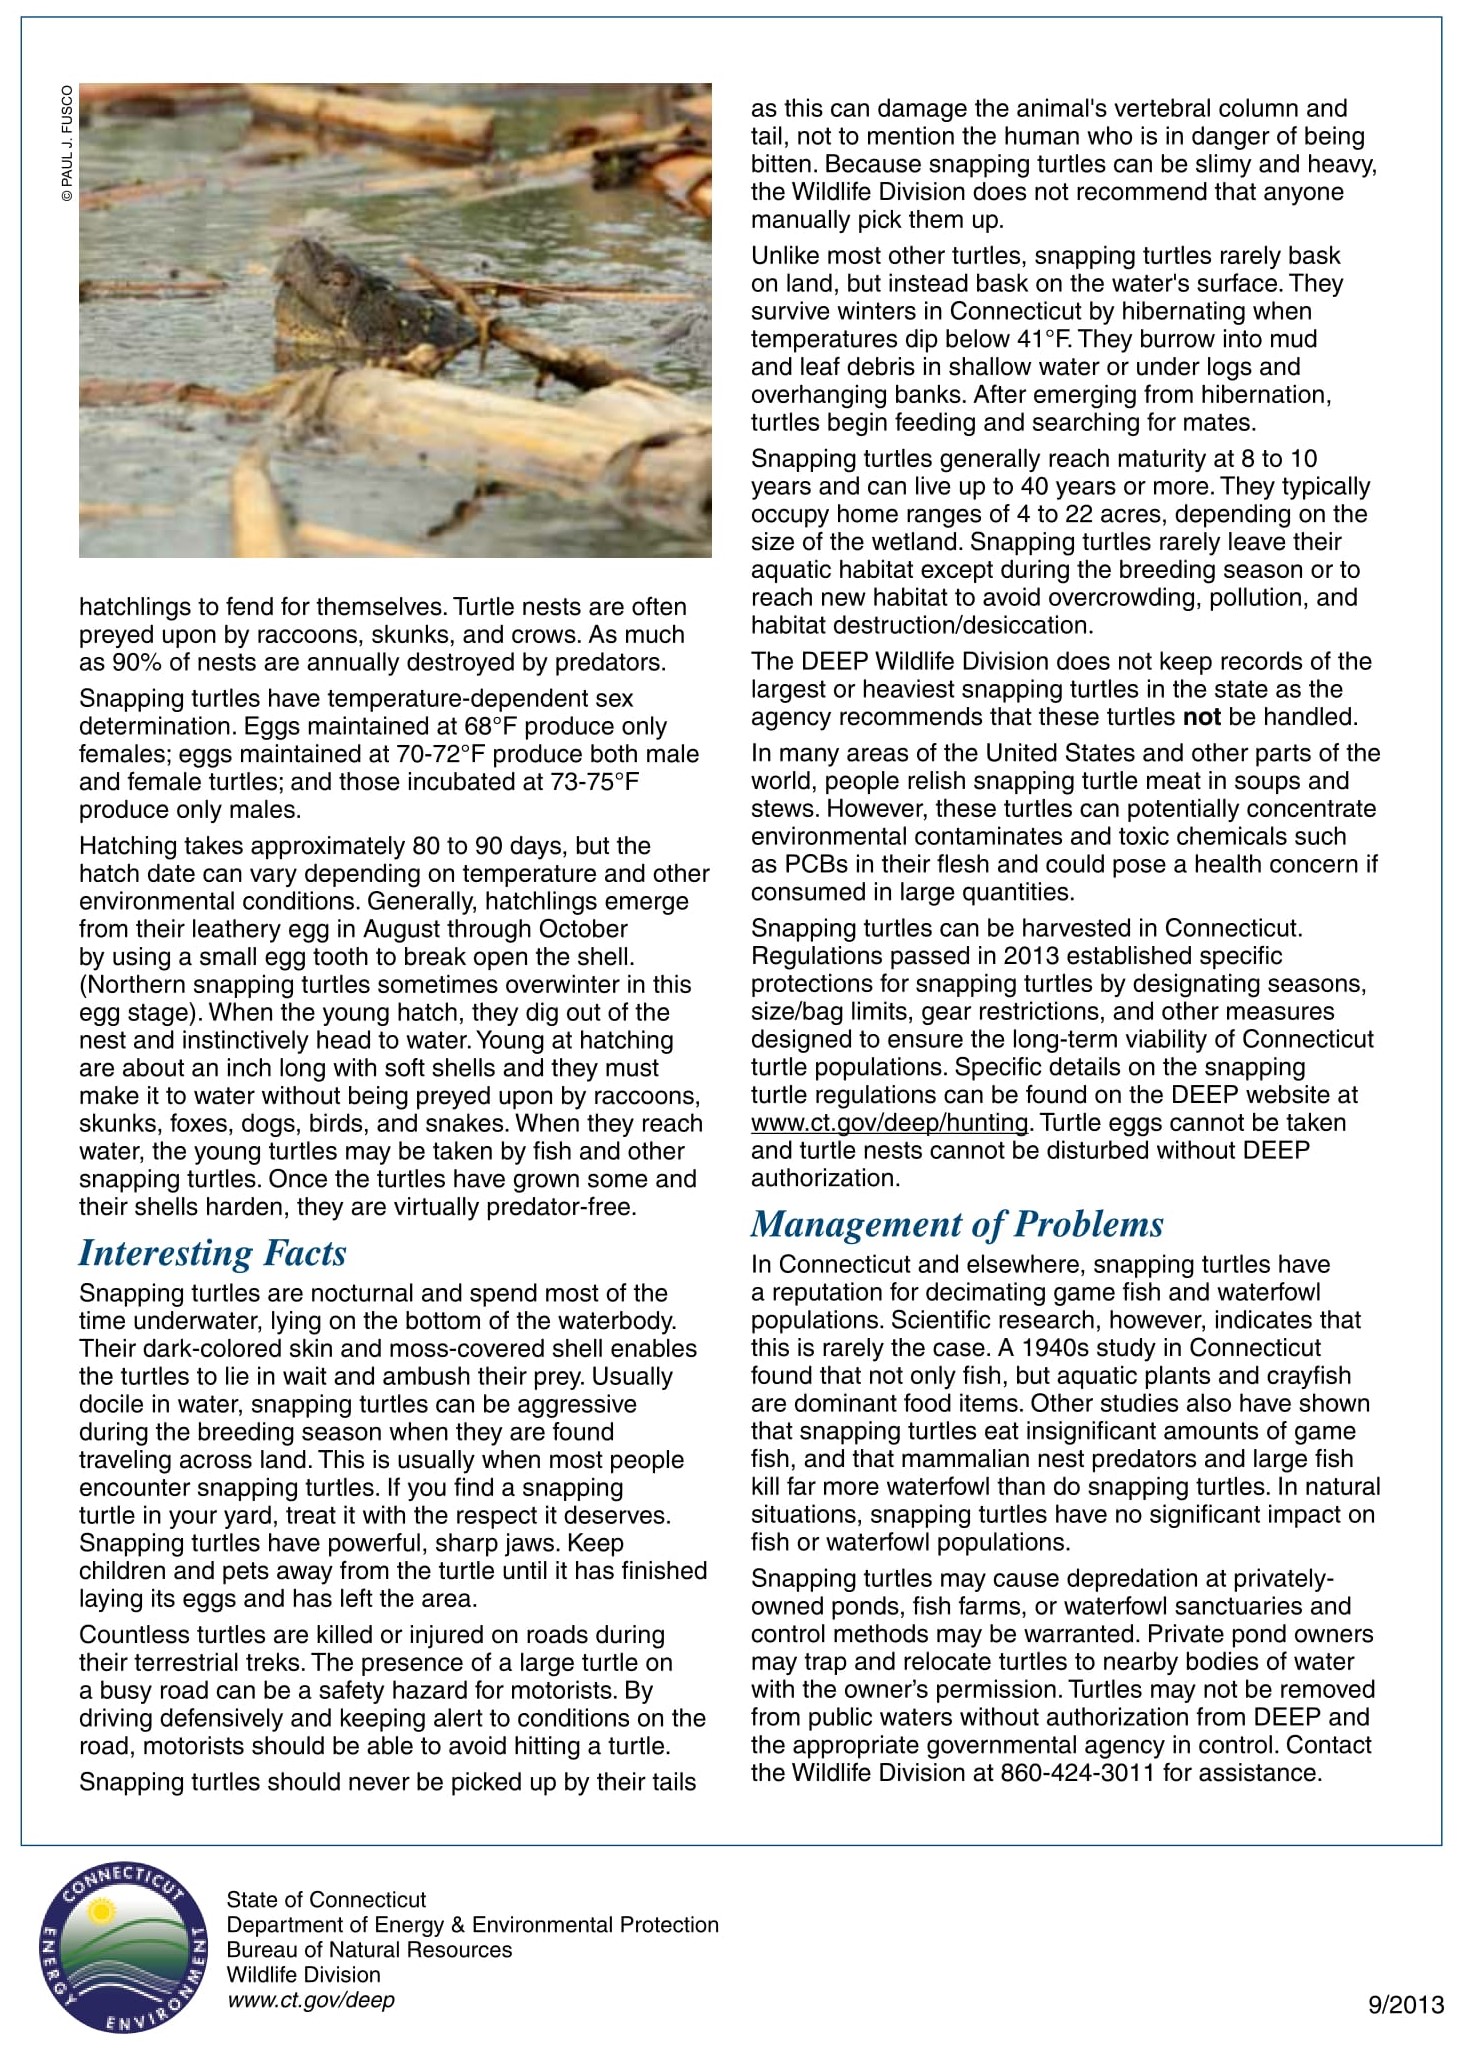 © PAUL J. FUSCO
hatchlings to fend for themselves. Turtle nests are often
preyed upon by raccoons, skunks, and crows. As much
as 90% of nests are annually destroyed by predators.
Snapping turtles have temperature-dependent sex
determination. Eggs maintained at 68°F produce only
females; eggs maintained at 70-72°F produce both male
and female turtles; and those incubated at 73-75°F
produce only males.
Hatching takes approximately 80 to 90 days, but the
hatch date can vary depending on temperature and other
environmental conditions. Generally, hatchlings emerge
from their leathery egg in August through October
by using a small egg tooth to break open the shell.
(Northern snapping turtles sometimes overwinter in this
egg stage). When the young hatch, they dig out of the
nest and instinctively head to water. Young at hatching
are about an inch long with soft shells and they must
make it to water without being preyed upon by raccoons,
skunks, foxes, dogs, birds, and snakes. When they reach
water, the young turtles may be taken by fish and other
snapping turtles. Once the turtles have grown some and
their shells harden, they are virtually predator-free.
Interesting Facts
Snapping turtles are nocturnal and spend most of the
time underwater, lying on the bottom of the waterbody.
Their dark-colored skin and moss-covered shell enables
the turtles to lie in wait and ambush their prey. Usually
docile in water, snapping turtles can be aggressive
during the breeding season when they are found
traveling across land. This is usually when most people
encounter snapping turtles. If you find a snapping
turtle in your yard, treat it with the respect it deserves.
Snapping turtles have powerful, sharp jaws. Keep
children and pets away from the turtle until it has finished
laying its eggs and has left the area.
Countless turtles are killed or injured on roads during
their terrestrial treks. The presence of a large turtle on
a busy road can be a safety hazard for motorists. By
driving defensively and keeping alert to conditions on the
road, motorists should be able to avoid hitting a turtle.
Snapping turtles should never be picked up by their tails
as this can damage the animal's vertebral column and
tail, not to mention the human who is in danger of being
bitten. Because snapping turtles can be slimy and heavy,
the Wildlife Division does not recommend that anyone
manually pick them up.
Unlike most other turtles, snapping turtles rarely bask
on land, but instead bask on the water's surface. They
survive winters in Connecticut by hibernating when
temperatures dip below 41°F. They burrow into mud
and leaf debris in shallow water or under logs and
overhanging banks. After emerging from hibernation,
turtles begin feeding and searching for mates.
Snapping turtles generally reach maturity at 8 to 10
years and can live up to 40 years or more. They typically
occupy home ranges of 4 to 22 acres, depending on the
size of the wetland. Snapping turtles rarely leave their
aquatic habitat except during the breeding season or to
reach new habitat to avoid overcrowding, pollution, and
habitat destruction/desiccation.
The DEEP Wildlife Division does not keep records of the
largest or heaviest snapping turtles in the state as the
agency recommends that these turtles not be handled.
In many areas of the United States and other parts of the
world, people relish snapping turtle meat in soups and
stews. However, these turtles can potentially concentrate
environmental contaminates and toxic chemicals such
as PCBs in their flesh and could pose a health concern if
consumed in large quantities.
Snapping turtles can be harvested in Connecticut.
Regulations passed in 2013 established specific
protections for snapping turtles by designating seasons,
size/bag limits, gear restrictions, and other measures
designed to ensure the long-term viability of Connecticut
turtle populations. Specific details on the snapping
turtle regulations can be found on the DEEP website at
www.ct.gov/deep/hunting. Turtle eggs cannot be taken
and turtle nests cannot be disturbed without DEEP
authorization.
Management of Problems
In Connecticut and elsewhere, snapping turtles have
a reputation for decimating game fish and waterfowl
populations. Scientific research, however, indicates that
this is rarely the case. A 1940s study in Connecticut
found that not only fish, but aquatic plants and crayfish
are dominant food items. Other studies also have shown
that snapping turtles eat insignificant amounts of game
fish, and that mammalian nest predators and large fish
kill far more waterfowl than do snapping turtles. In natural
situations, snapping turtles have no significant impact on
fish or waterfowl populations.
Snapping turtles may cause depredation at privately-
owned ponds, fish farms, or waterfowl sanctuaries and
control methods may be warranted. Private pond owners
may trap and relocate turtles to nearby bodies of water
with the owner’s permission. Turtles may not be removed
from public waters without authorization from DEEP and
the appropriate governmental agency in control. Contact
the Wildlife Division at 860-424-3011 for assistance.
CONNECTICUT
ENERGY
ENVIRONMENT
State of Connecticut
Department of Energy & Environmental Protection
Bureau of Natural Resources
Wildlife Division
www.ct.gov/deep
9/2013